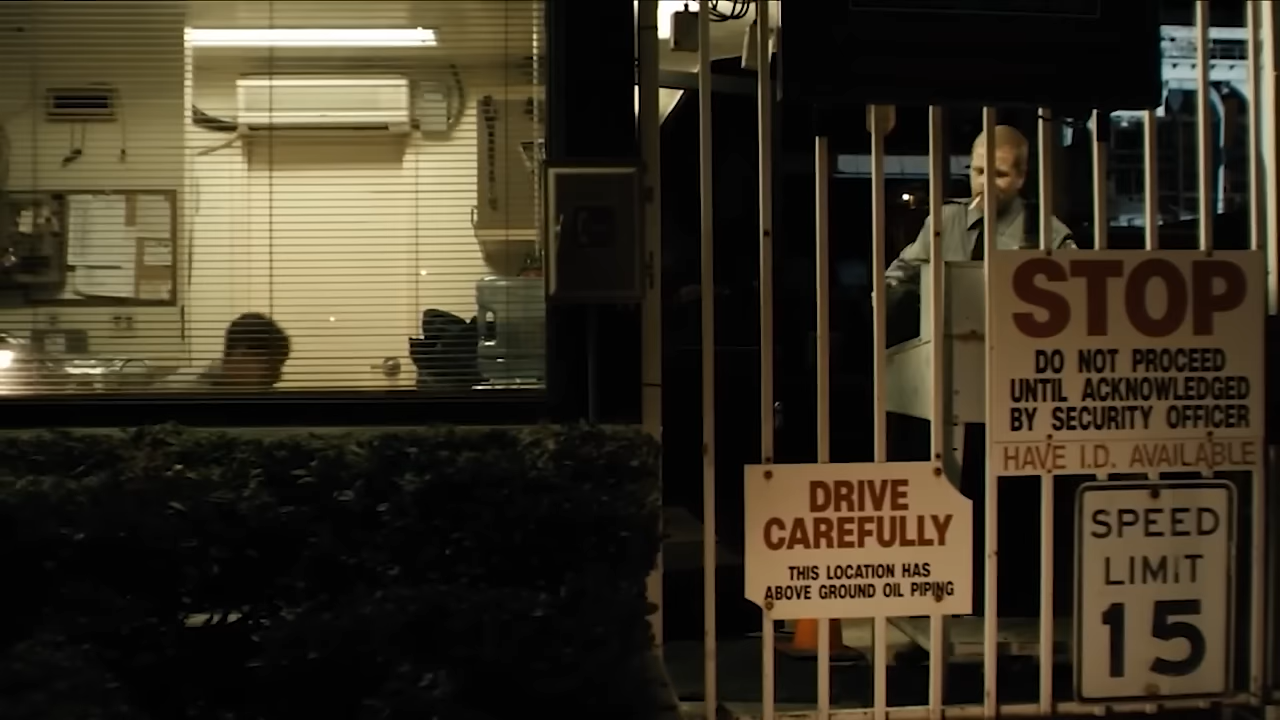 STOP
DO NOT PROCEED
UNTIL ACKNOWLEDGED
BY SECURITY OFFICER
HAVE I.D. AVAILABLE
DRIVE
CAREFULLY
THIS LOCATION HAS
ABOVE GROUND OIL PIPING
SPEED
LIMIT
15